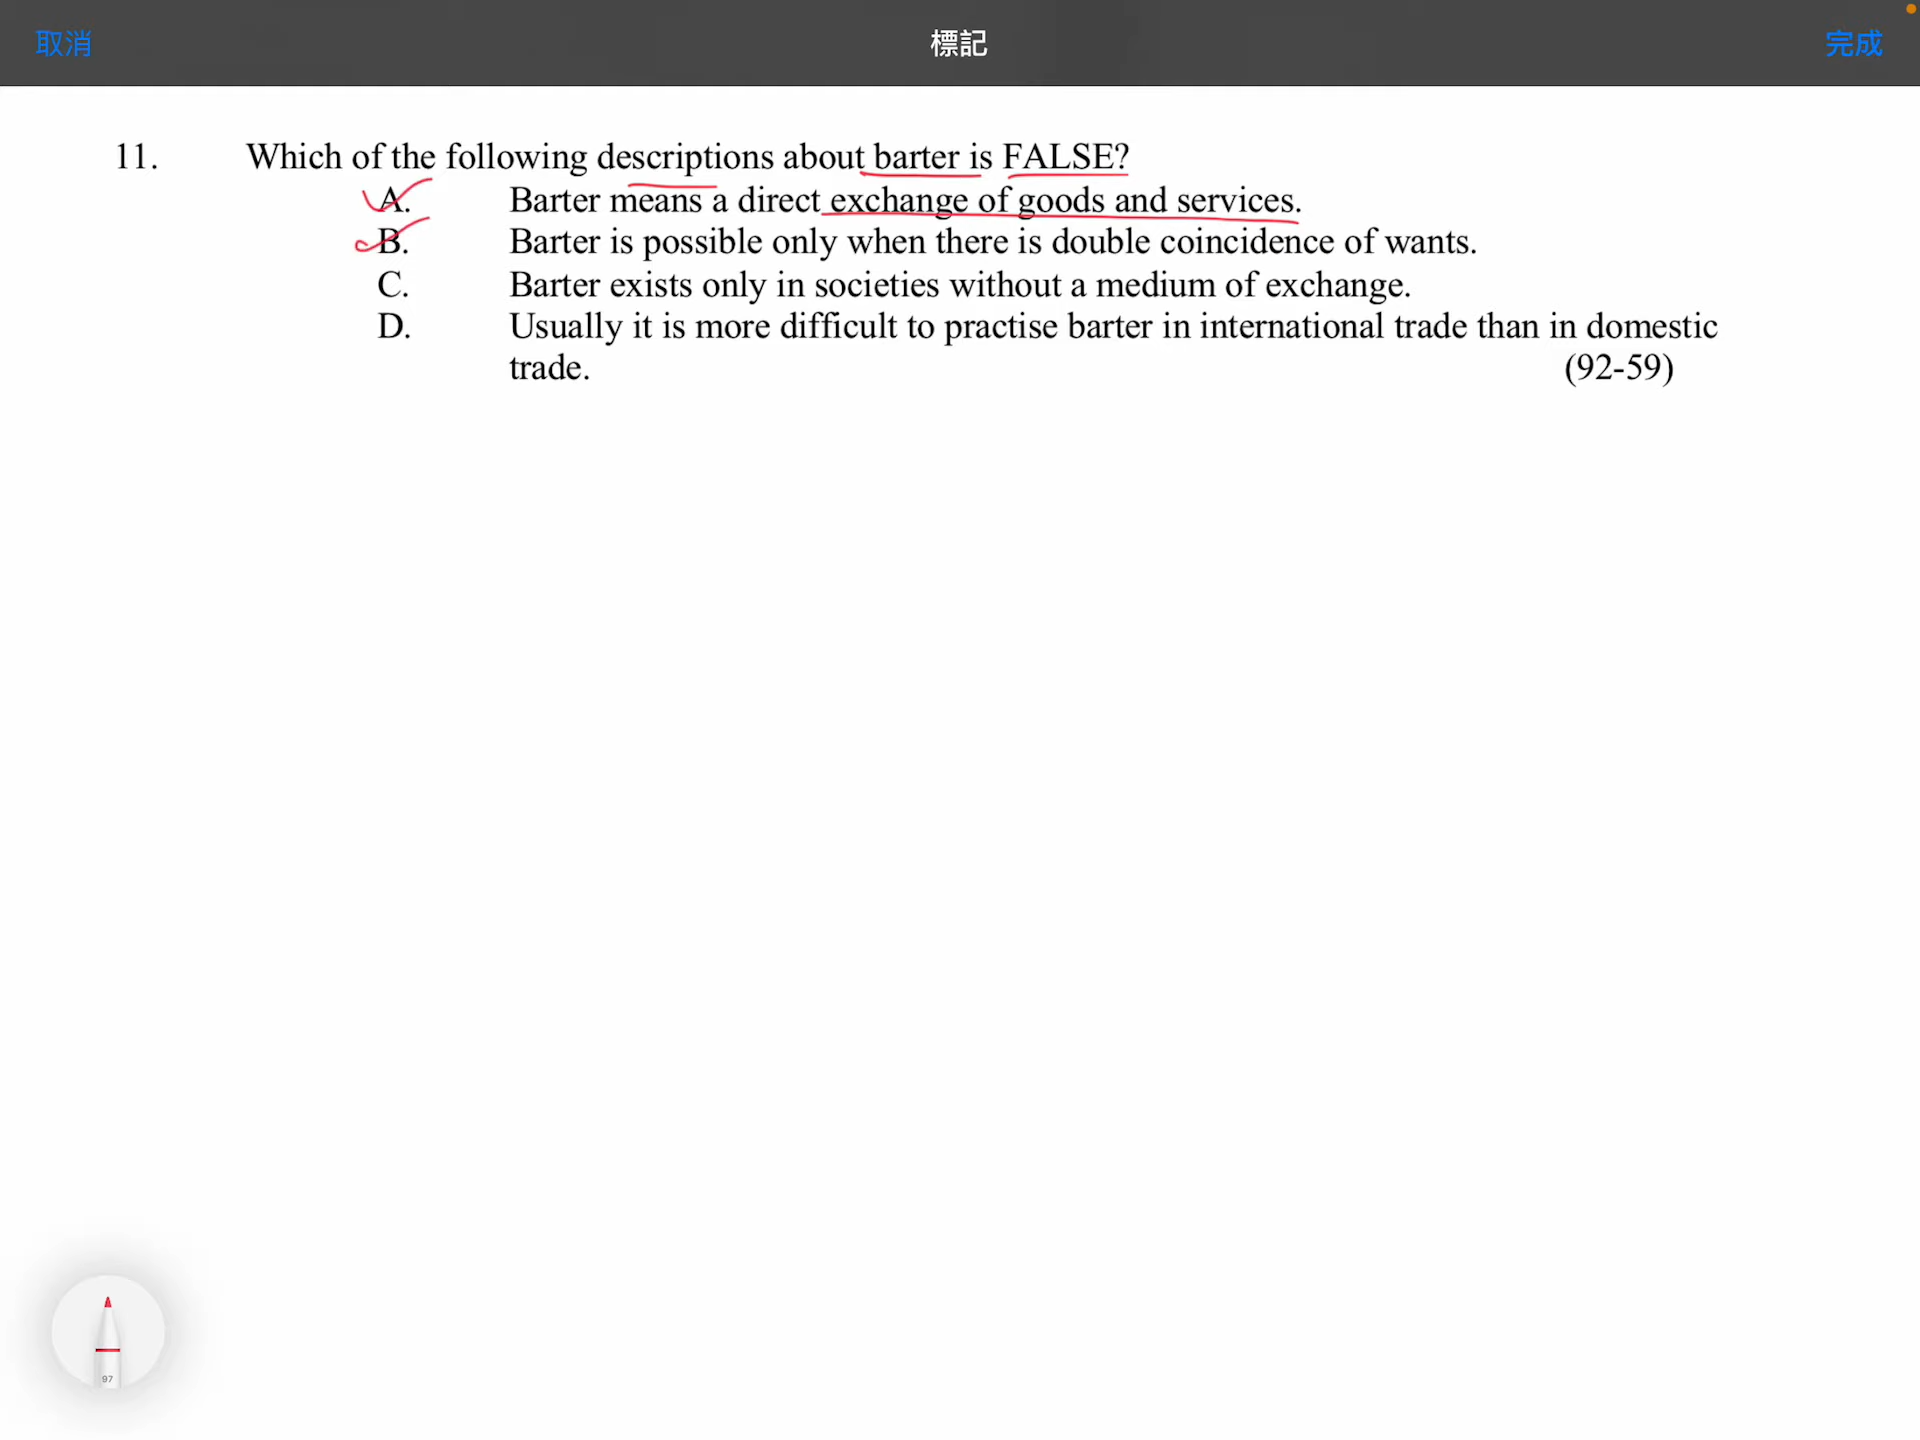 取消
標記
完成
11. Which of the following descriptions about barter is FALSE?
A. Barter means a direct exchange of goods and services.
B. Barter is possible only when there is double coincidence of wants.
C. Barter exists only in societies without a medium of exchange.
D. Usually it is more difficult to practise barter in international trade than in domestic
trade. (92-59)
97